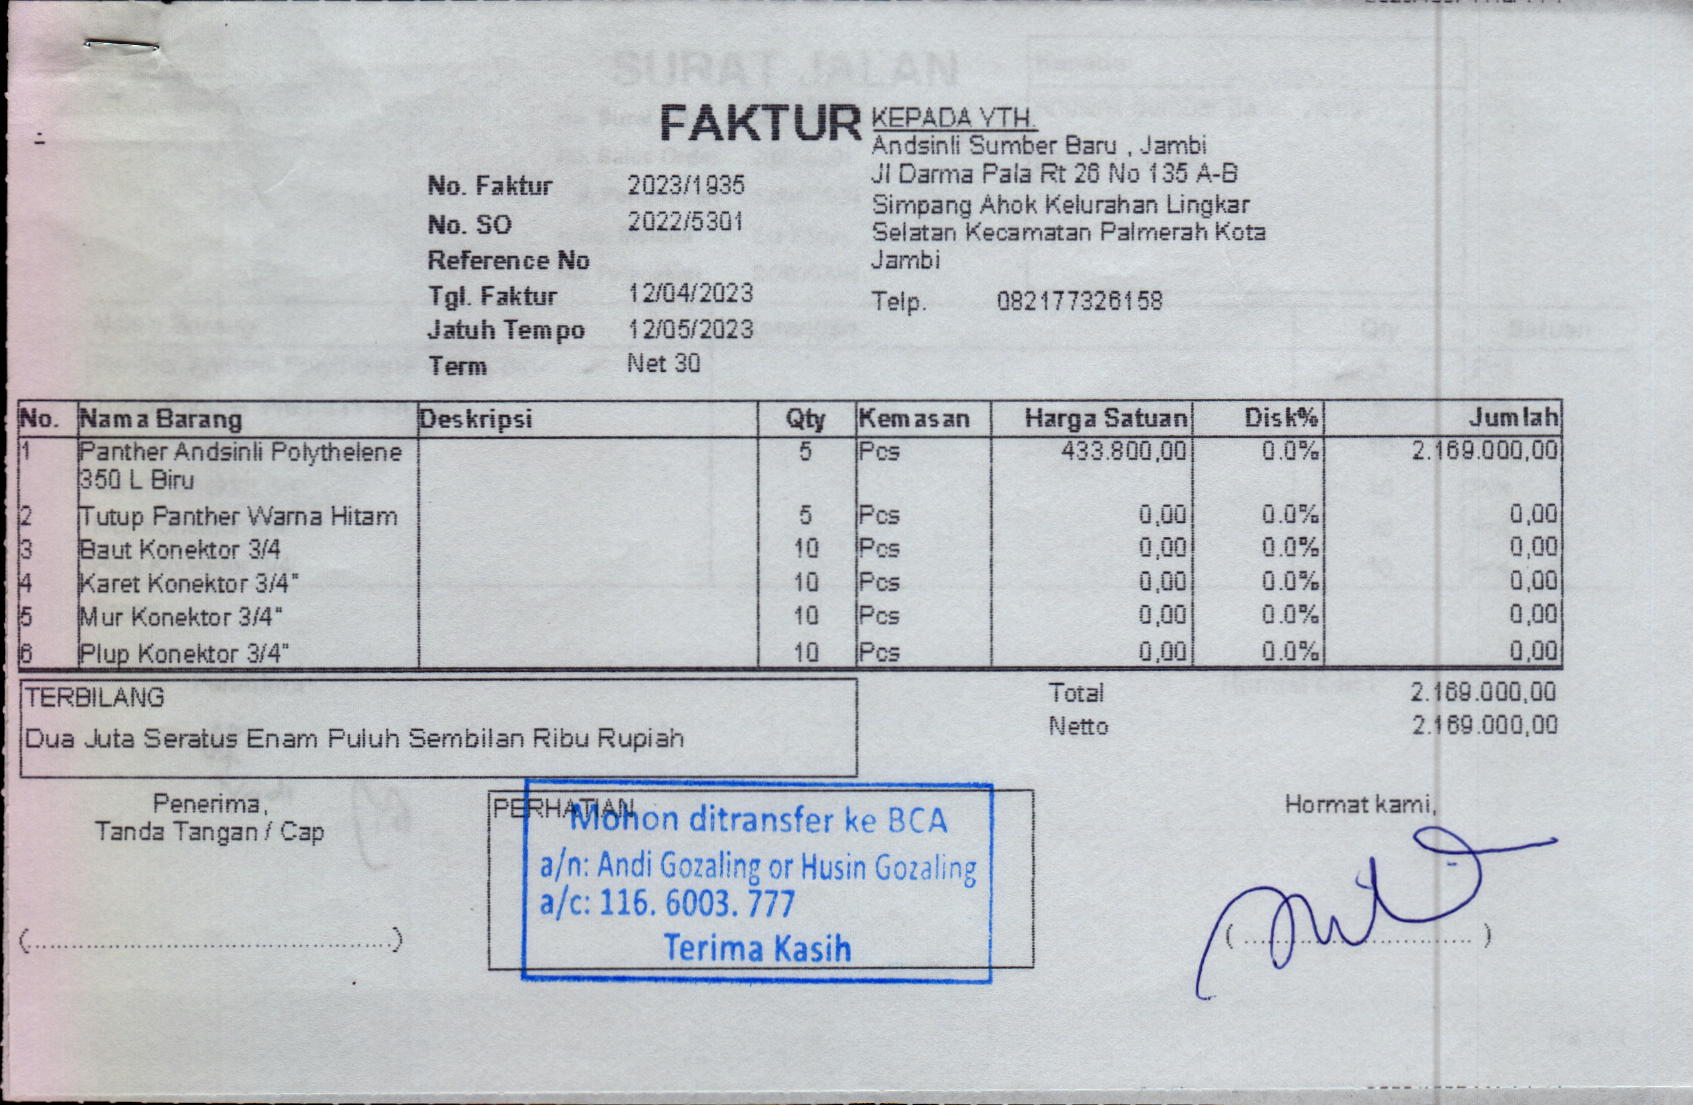 FAKTUR
KEPADA YTH.
Andsinli Sumber Baru , Jambi
Jl Darma Pala Rt 26 No 135 A-B
Simpang Ahok Kelurahan Lingkar
Selatan Kecamatan Palmerah Kota
Jambi
Telp. 082177326158
No. Faktur 2023/1935
No. SO 2022/5301
Reference No
Tgl. Faktur 12/04/2023
Jatuh Tempo 12/05/2023
Term Net 30
No. Nama Barang Deskripsi Qty Kemasan Harga Satuan Disk% Jumlah
1 Panther Andsinli Polythelene 5 Pcs 433.800,00 0.0% 2.169.000,00
350 L Biru
2 Tutup Panther Warna Hitam 5 Pcs 0,00 0.0% 0,00
3 Baut Konektor 3/4 10 Pcs 0,00 0.0% 0,00
4 Karet Konektor 3/4" 10 Pcs 0,00 0.0% 0,00
5 Mur Konektor 3/4" 10 Pcs 0,00 0.0% 0,00
6 Plup Konektor 3/4" 10 Pcs 0,00 0.0% 0,00
TERBILANG
Dua Juta Seratus Enam Puluh Sembilan Ribu Rupiah
Total 2.169.000,00
Netto 2.169.000,00
Penerima,
Tanda Tangan / Cap
(..................................................)
PERHATIAN
Mohon ditransfer ke BCA
a/n: Andi Gozaling or Husin Gozaling
a/c: 116. 6003. 777
Terima Kasih
Hormat kami,
( ................................ )
SURAT JALAN